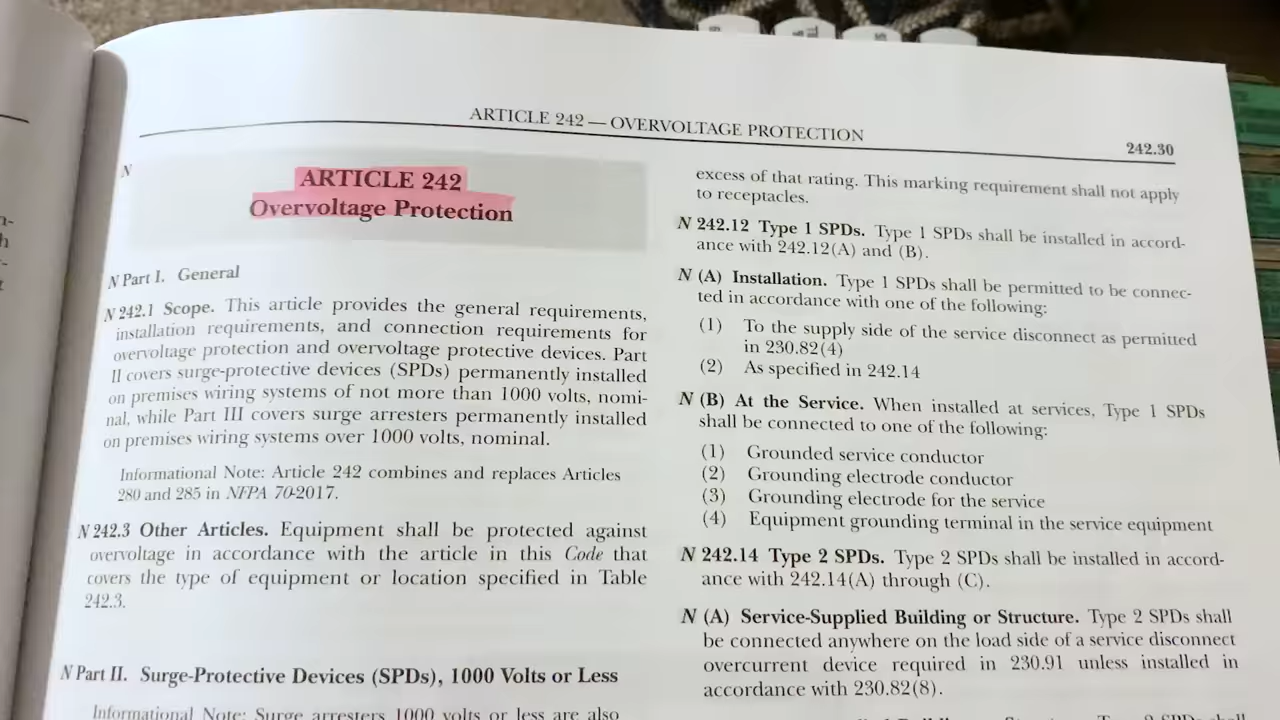 ARTICLE 242 — OVERVOLTAGE PROTECTION
242.30
N
ARTICLE 242
Overvoltage Protection
N Part I. General
N 242.1 Scope. This article provides the general requirements,
installation requirements, and connection requirements for
overvoltage protection and overvoltage protective devices. Part
II covers surge-protective devices (SPDs) permanently installed
on premises wiring systems of not more than 1000 volts, nomi-
nal, while Part III covers surge arresters permanently installed
on premises wiring systems over 1000 volts, nominal.
Informational Note: Article 242 combines and replaces Articles
280 and 285 in NFPA 70-2017.
N 242.3 Other Articles. Equipment shall be protected against
overvoltage in accordance with the article in this Code that
covers the type of equipment or location specified in Table
242.3.
N Part II. Surge-Protective Devices (SPDs), 1000 Volts or Less
Informational Note: Surge arresters 1000 volts or less are also
excess of that rating. This marking requirement shall not apply
to receptacles.
N 242.12 Type 1 SPDs. Type 1 SPDs shall be installed in accord-
ance with 242.12(A) and (B).
N (A) Installation. Type 1 SPDs shall be permitted to be connec-
ted in accordance with one of the following:
(1) To the supply side of the service disconnect as permitted
in 230.82(4)
(2) As specified in 242.14
N (B) At the Service. When installed at services, Type 1 SPDs
shall be connected to one of the following:
(1) Grounded service conductor
(2) Grounding electrode conductor
(3) Grounding electrode for the service
(4) Equipment grounding terminal in the service equipment
N 242.14 Type 2 SPDs. Type 2 SPDs shall be installed in accord-
ance with 242.14(A) through (C).
N (A) Service-Supplied Building or Structure. Type 2 SPDs shall
be connected anywhere on the load side of a service disconnect
overcurrent device required in 230.91 unless installed in
accordance with 230.82(8).